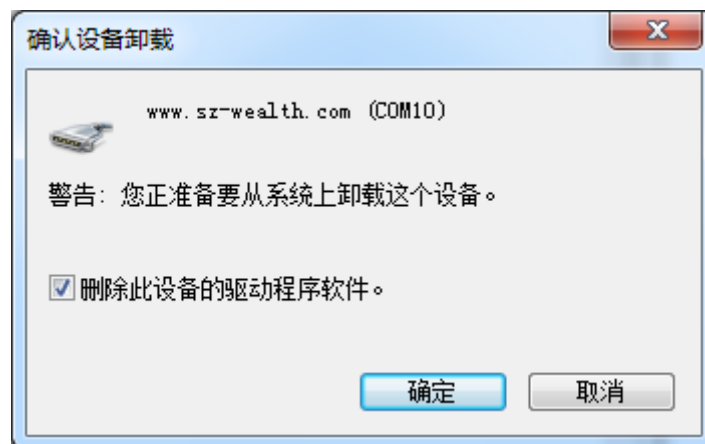 确认设备卸载
www.sz-wealth.com (COM10)
警告: 您正准备要从系统上卸载这个设备。
删除此设备的驱动程序软件。
确定
取消